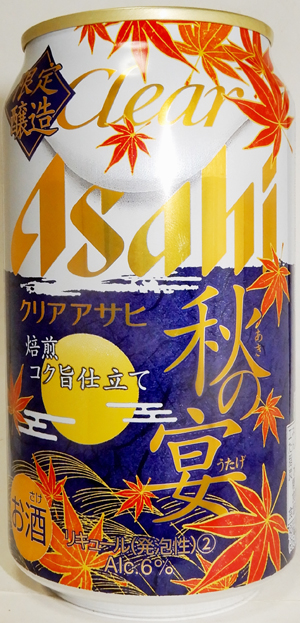 限定
醸造
Clear
Asahi
クリアアサヒ
焙煎
コク旨仕立て
秋の宴
あき
うたげ
さけ
お酒
リキュール(発泡性)②
Alc.6%